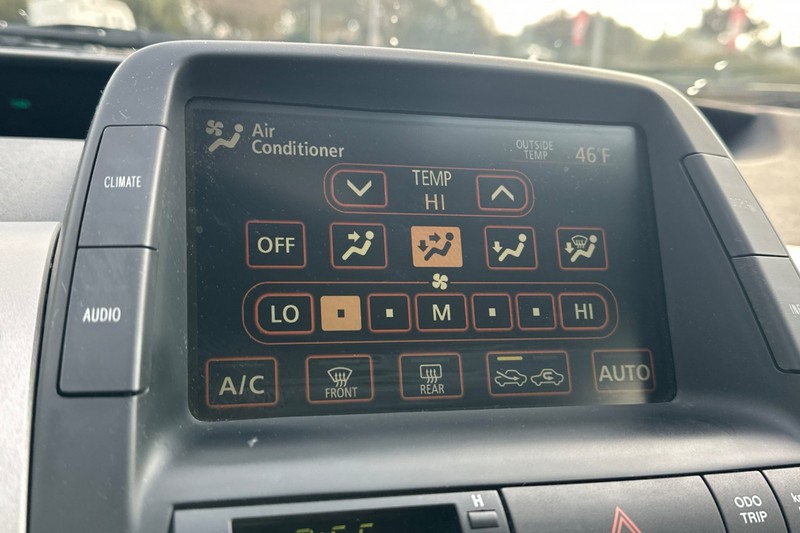 Air
Conditioner
OUTSIDE
TEMP
46°F
CLIMATE
TEMP
HI
OFF
AUDIO
LO
M
HI
A/C
FRONT
REAR
AUTO
H
ODO
TRIP